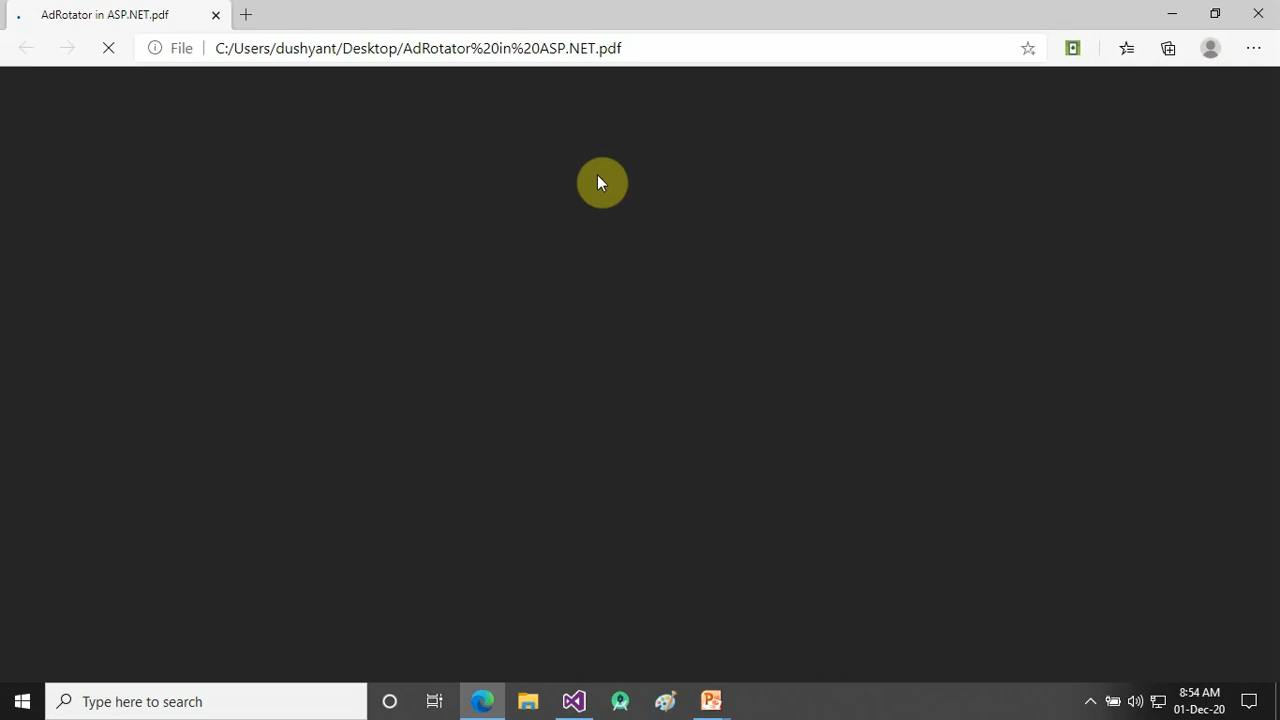 AdRotator in ASP.NET.pdf
File
C:/Users/dushyant/Desktop/AdRotator%20in%20ASP.NET.pdf
Type here to search
8:54 AM
01-Dec-20